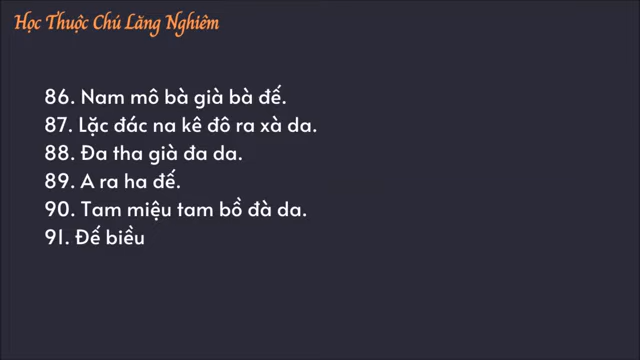 Học Thuộc Chú Lăng Nghiêm
86. Nam mô bà già bà đế.
87. Lặc đác na kê đô ra xà da.
88. Đa tha già đa da.
89. A ra ha đế.
90. Tam miệu tam bồ đà da.
91. Đế biều